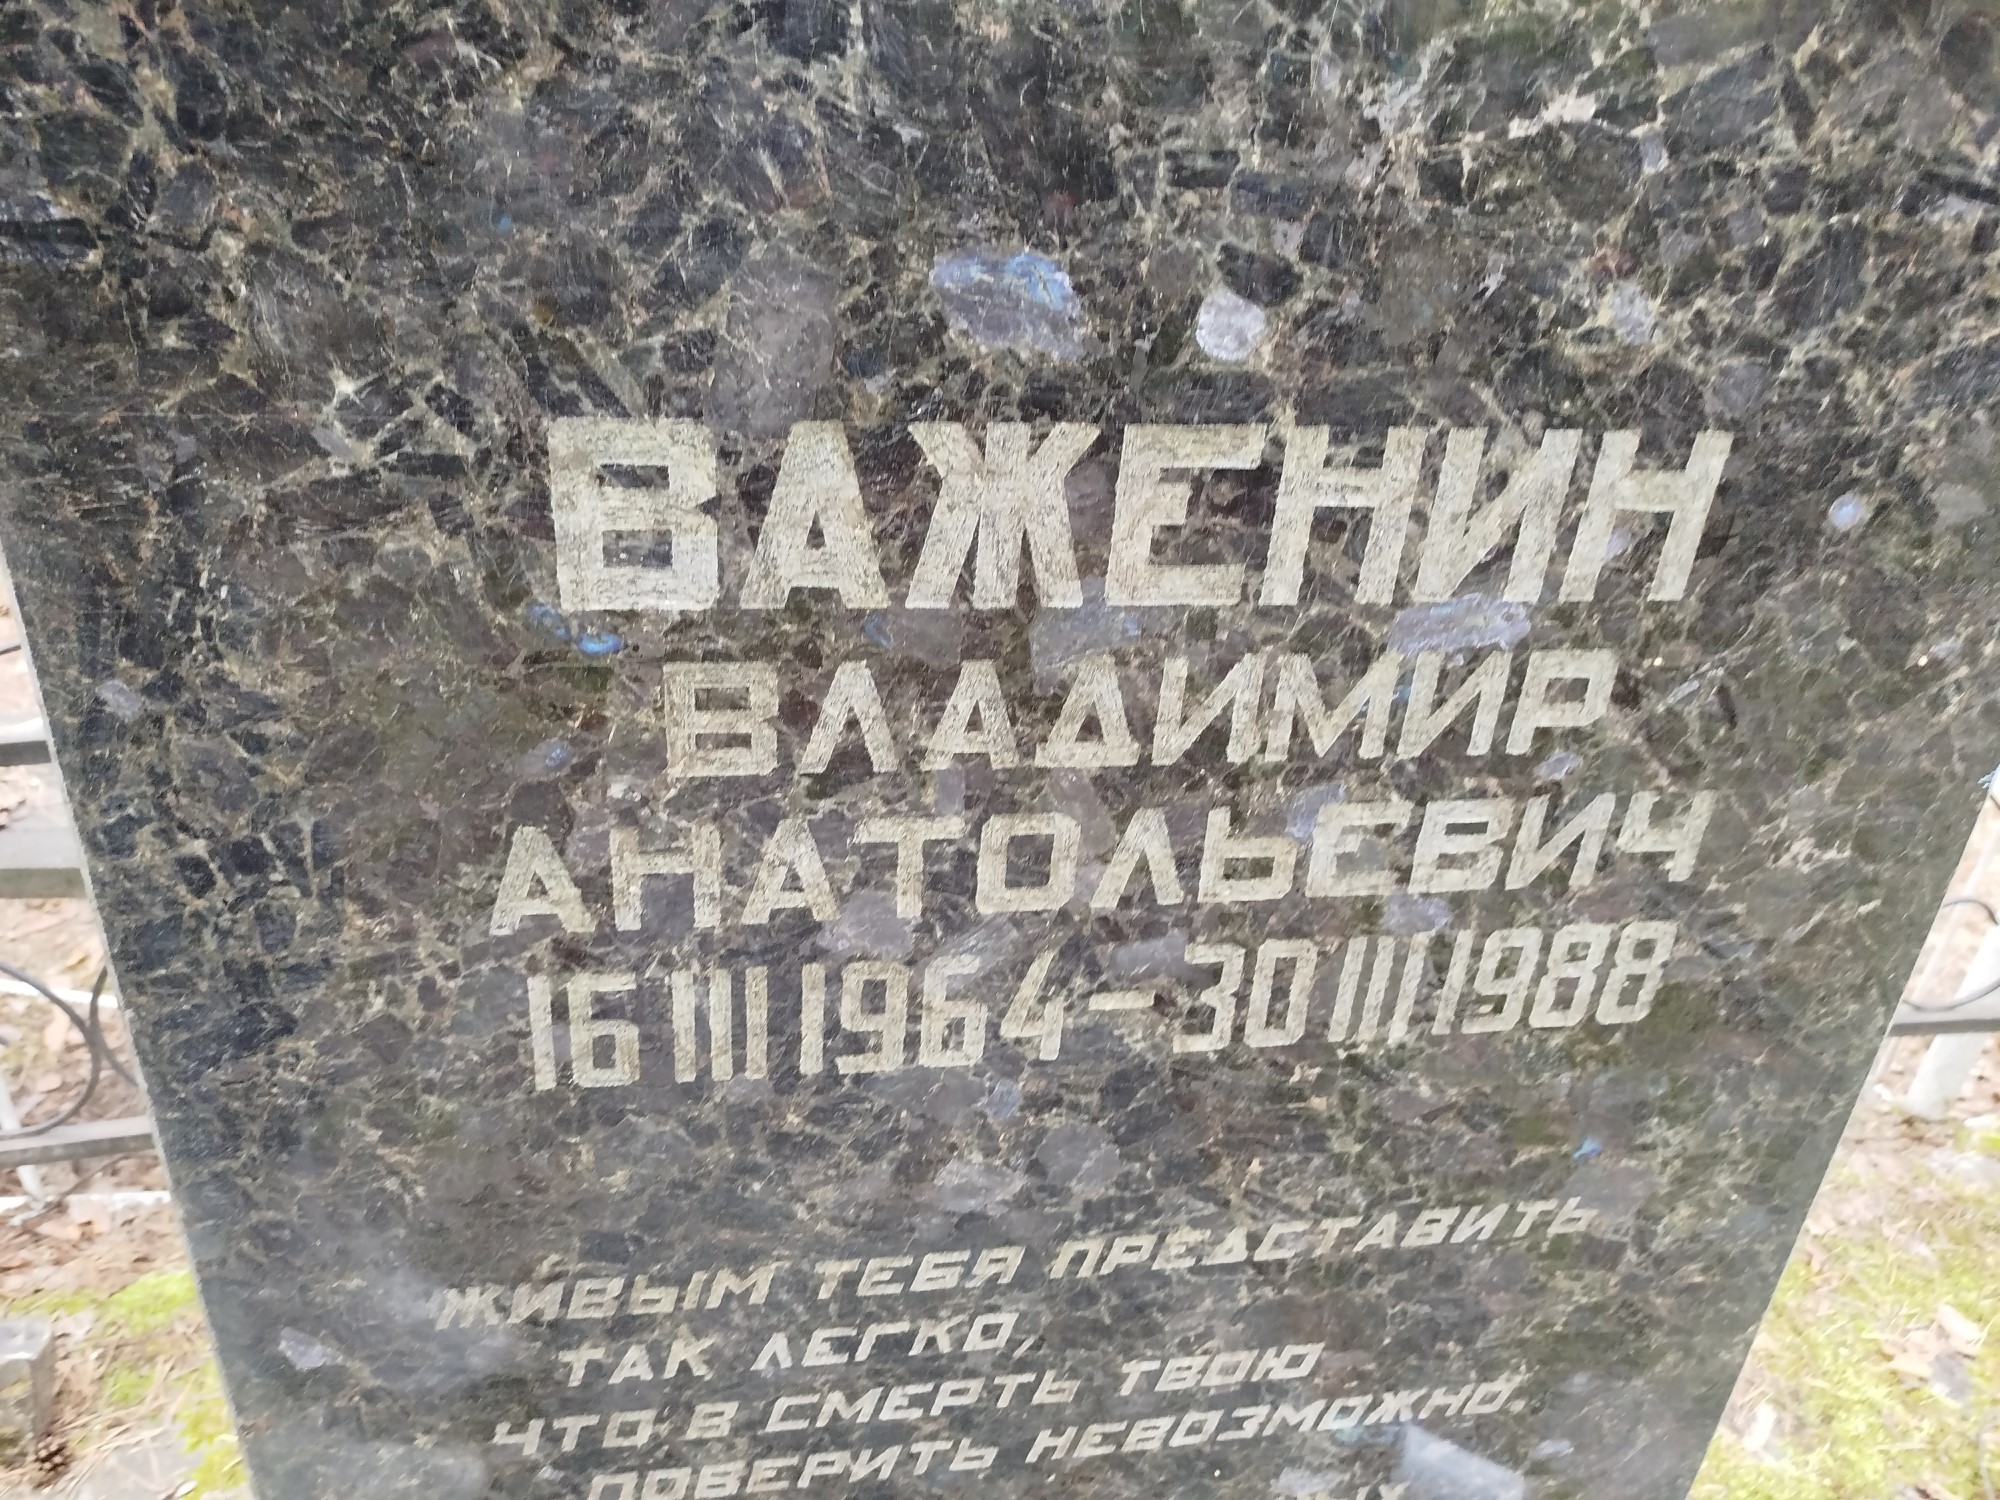 ВАЖЕНИН
ВЛАДИМИР
АНАТОЛЬЕВИЧ
16 III 1964 – 30 III 1988
ЖИВЫМ ТЕБЯ ПРЕДСТАВИТЬ
ТАК ЛЕГКО,
ЧТО В СМЕРТЬ ТВОЮ
ПОВЕРИТЬ НЕВОЗМОЖНО.